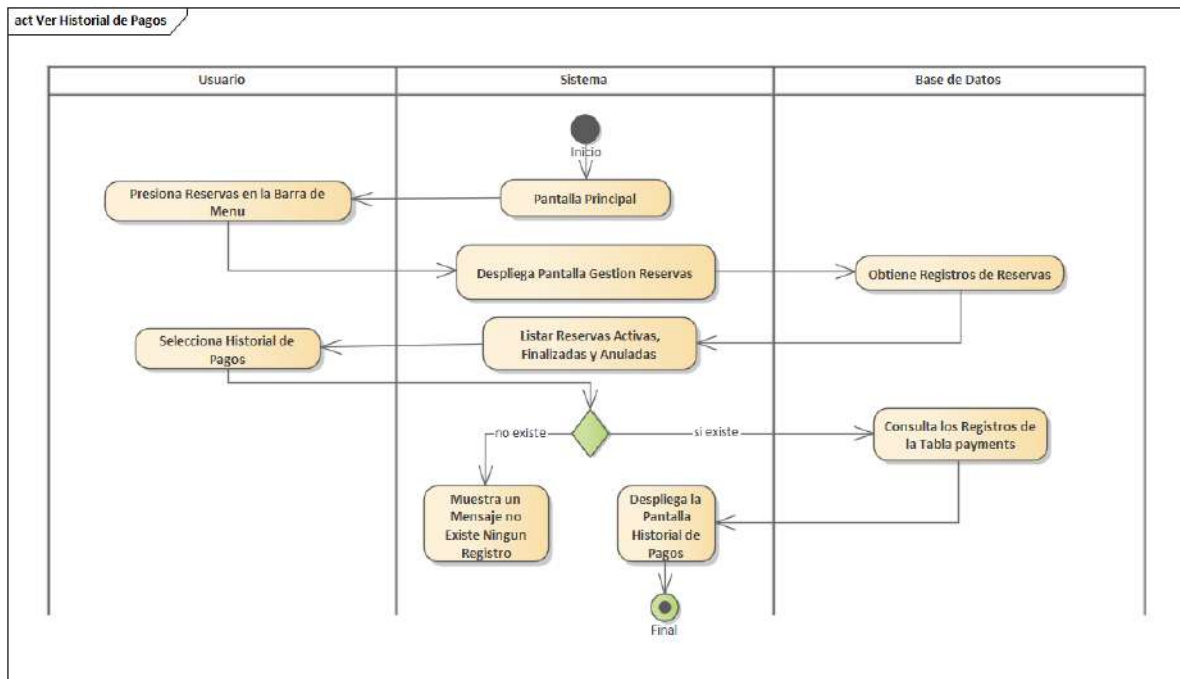 act Ver Historial de Pagos
Usuario
Sistema
Base de Datos
Inicio
Presiona Reservas en la Barra de
Menu
Pantalla Principal
Despliega Pantalla Gestion Reservas
Obtiene Registros de Reservas
Listar Reservas Activas,
Finalizadas y Anuladas
Selecciona Historial de
Pagos
no existe
si existe
Consulta los Registros de
la Tabla payments
Muestra un
Mensaje no
Existe Ningun
Registro
Despliega la
Pantalla
Historial de
Pagos
Final